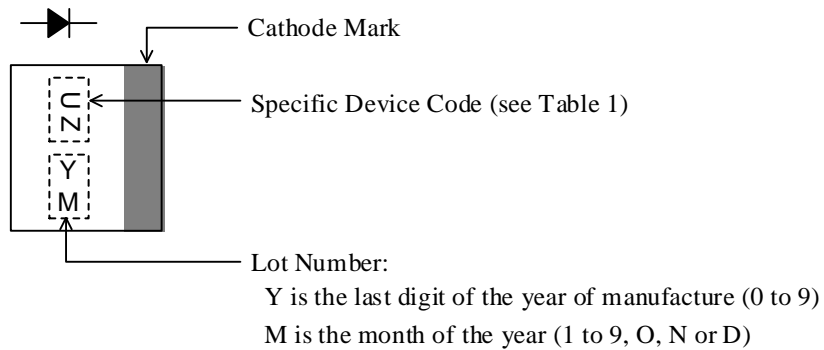 Cathode Mark
UN
Specific Device Code (see Table 1)
Y
M
Lot Number:
Y is the last digit of the year of manufacture (0 to 9)
M is the month of the year (1 to 9, O, N or D)